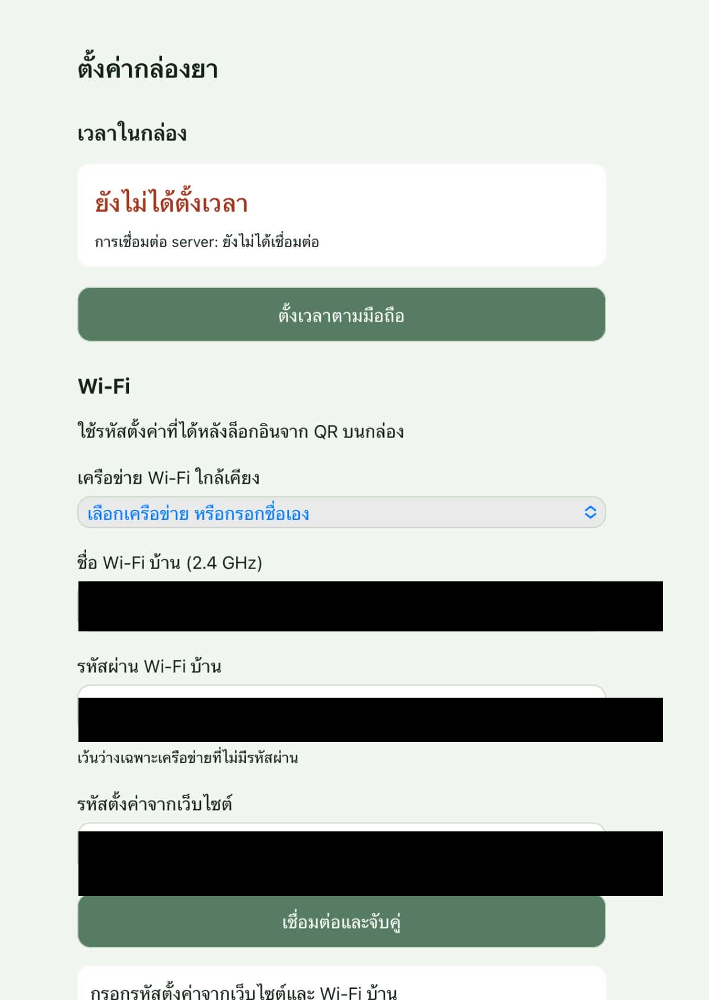 ตั้งค่ากล่องยา
เวลาในกล่อง
ยังไม่ได้ตั้งเวลา
การเชื่อมต่อ server: ยังไม่ได้เชื่อมต่อ
ตั้งเวลาตามมือถือ
Wi-Fi
ใช้รหัสตั้งค่าที่ได้หลังล็อกอินจาก QR บนกล่อง
เครือข่าย Wi-Fi ใกล้เคียง
เลือกเครือข่าย หรือกรอกชื่อเอง
ชื่อ Wi-Fi บ้าน (2.4 GHz)
รหัสผ่าน Wi-Fi บ้าน
เว้นว่างเฉพาะเครือข่ายที่ไม่มีรหัสผ่าน
รหัสตั้งค่าจากเว็บไซต์
เชื่อมต่อและจับคู่
กรอกรหัสตั้งค่าจากเว็บไซต์และ Wi-Fi บ้าน